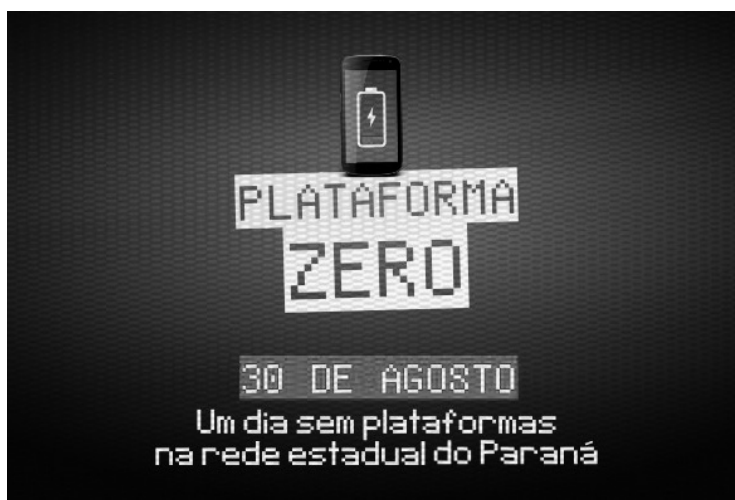 PLATAFORMA
ZERO
30 DE AGOSTO
Um dia sem plataformas
na rede estadual do Paraná